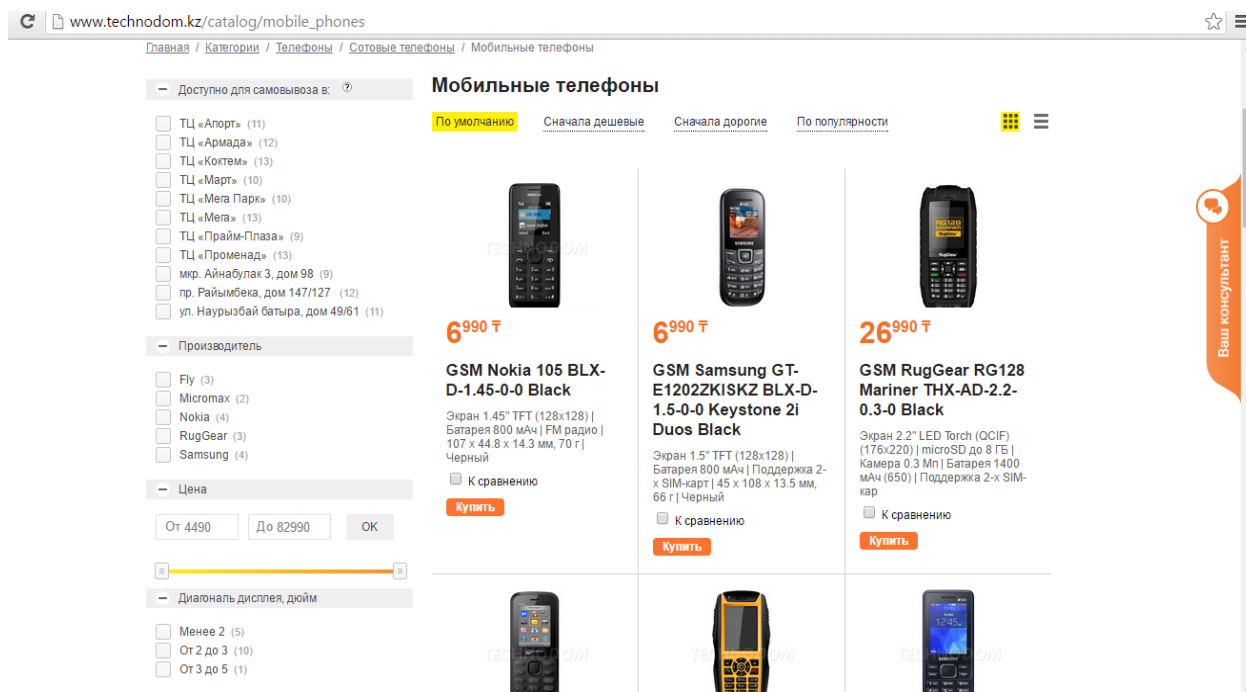 www.technodom.kz/catalog/mobile_phones
Главная / Категории / Телефоны / Сотовые телефоны / Мобильные телефоны
Доступно для самовывоза в: ?
ТЦ «Апорт» (11)
ТЦ «Армада» (12)
ТЦ «Коктем» (13)
ТЦ «Март» (10)
ТЦ «Мега Парк» (10)
ТЦ «Мега» (13)
ТЦ «Прайм-Плаза» (9)
ТЦ «Променад» (13)
мкр. Айнабулак 3, дом 98 (9)
пр. Райымбека, дом 147/127 (12)
ул. Наурызбай батыра, дом 49/61 (11)
Производитель
Fly (3)
Micromax (2)
Nokia (4)
RugGear (3)
Samsung (4)
Цена
От 4490 До 82990 OK
Диагональ дисплея, дюйм
Менее 2 (5)
От 2 до 3 (10)
От 3 до 5 (1)
Мобильные телефоны
По умолчанию Сначала дешевые Сначала дорогие По популярности
TECHNODOM
6 990 ₸
GSM Nokia 105 BLX-
D-1.45-0-0 Black
Экран 1.45" TFT (128x128) |
Батарея 800 мАч | FM радио |
107 x 44.8 x 14.3 мм, 70 г |
Черный
К сравнению
Купить
SAMSUNG
6 990 ₸
GSM Samsung GT-
E1202ZKISKZ BLX-D-
1.5-0-0 Keystone 2i
Duos Black
Экран 1.5" TFT (128x128) |
Батарея 800 мАч | Поддержка 2-
х SIM-карт | 45 x 108 x 13.5 мм,
66 г | Черный
К сравнению
Купить
RG128
RugGear
26 990 ₸
GSM RugGear RG128
Mariner THX-AD-2.2-
0.3-0 Black
Экран 2.2" LED Torch (QCIF)
(176x220) | microSD до 8 ГБ |
Камера 0.3 Мп | Батарея 1400
мАч (650) | Поддержка 2-х SIM-
кар
К сравнению
Купить
TECHNODOM
TECHNODOM
TECHNODOM
12:45
SAMSUNG
Ваш консультант